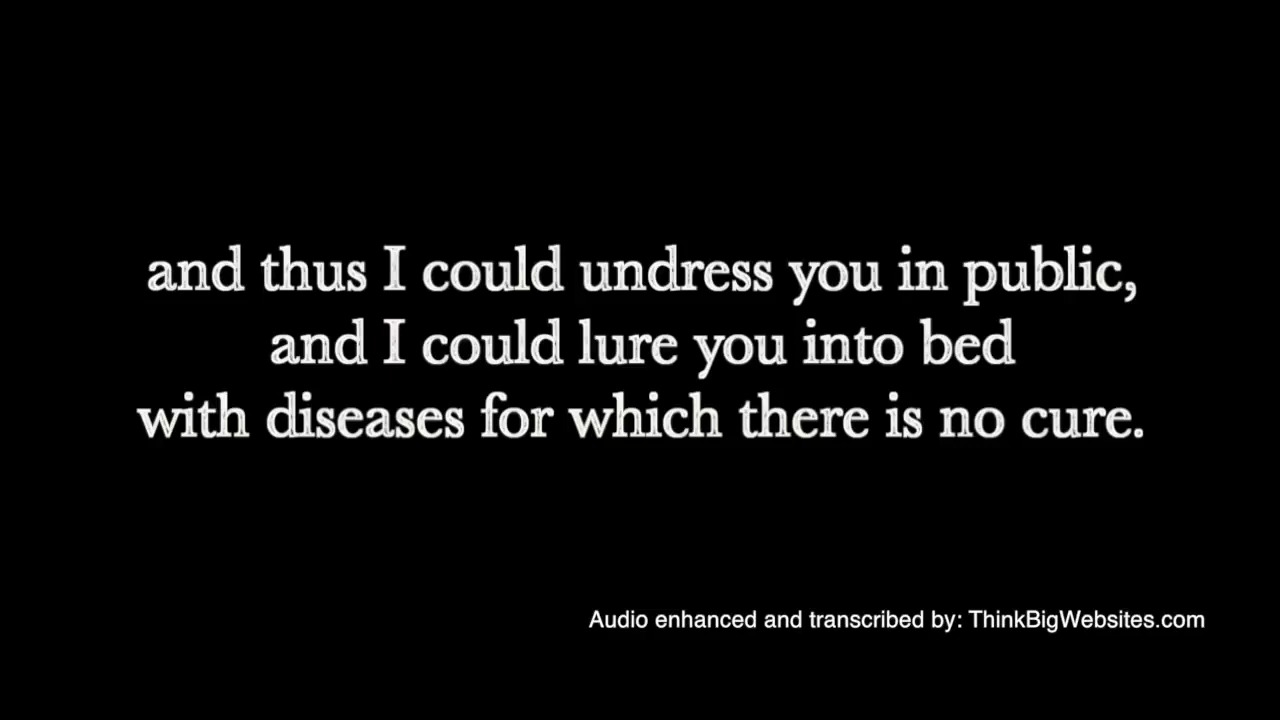 and thus I could undress you in public,
and I could lure you into bed
with diseases for which there is no cure.
Audio enhanced and transcribed by: ThinkBigWebsites.com